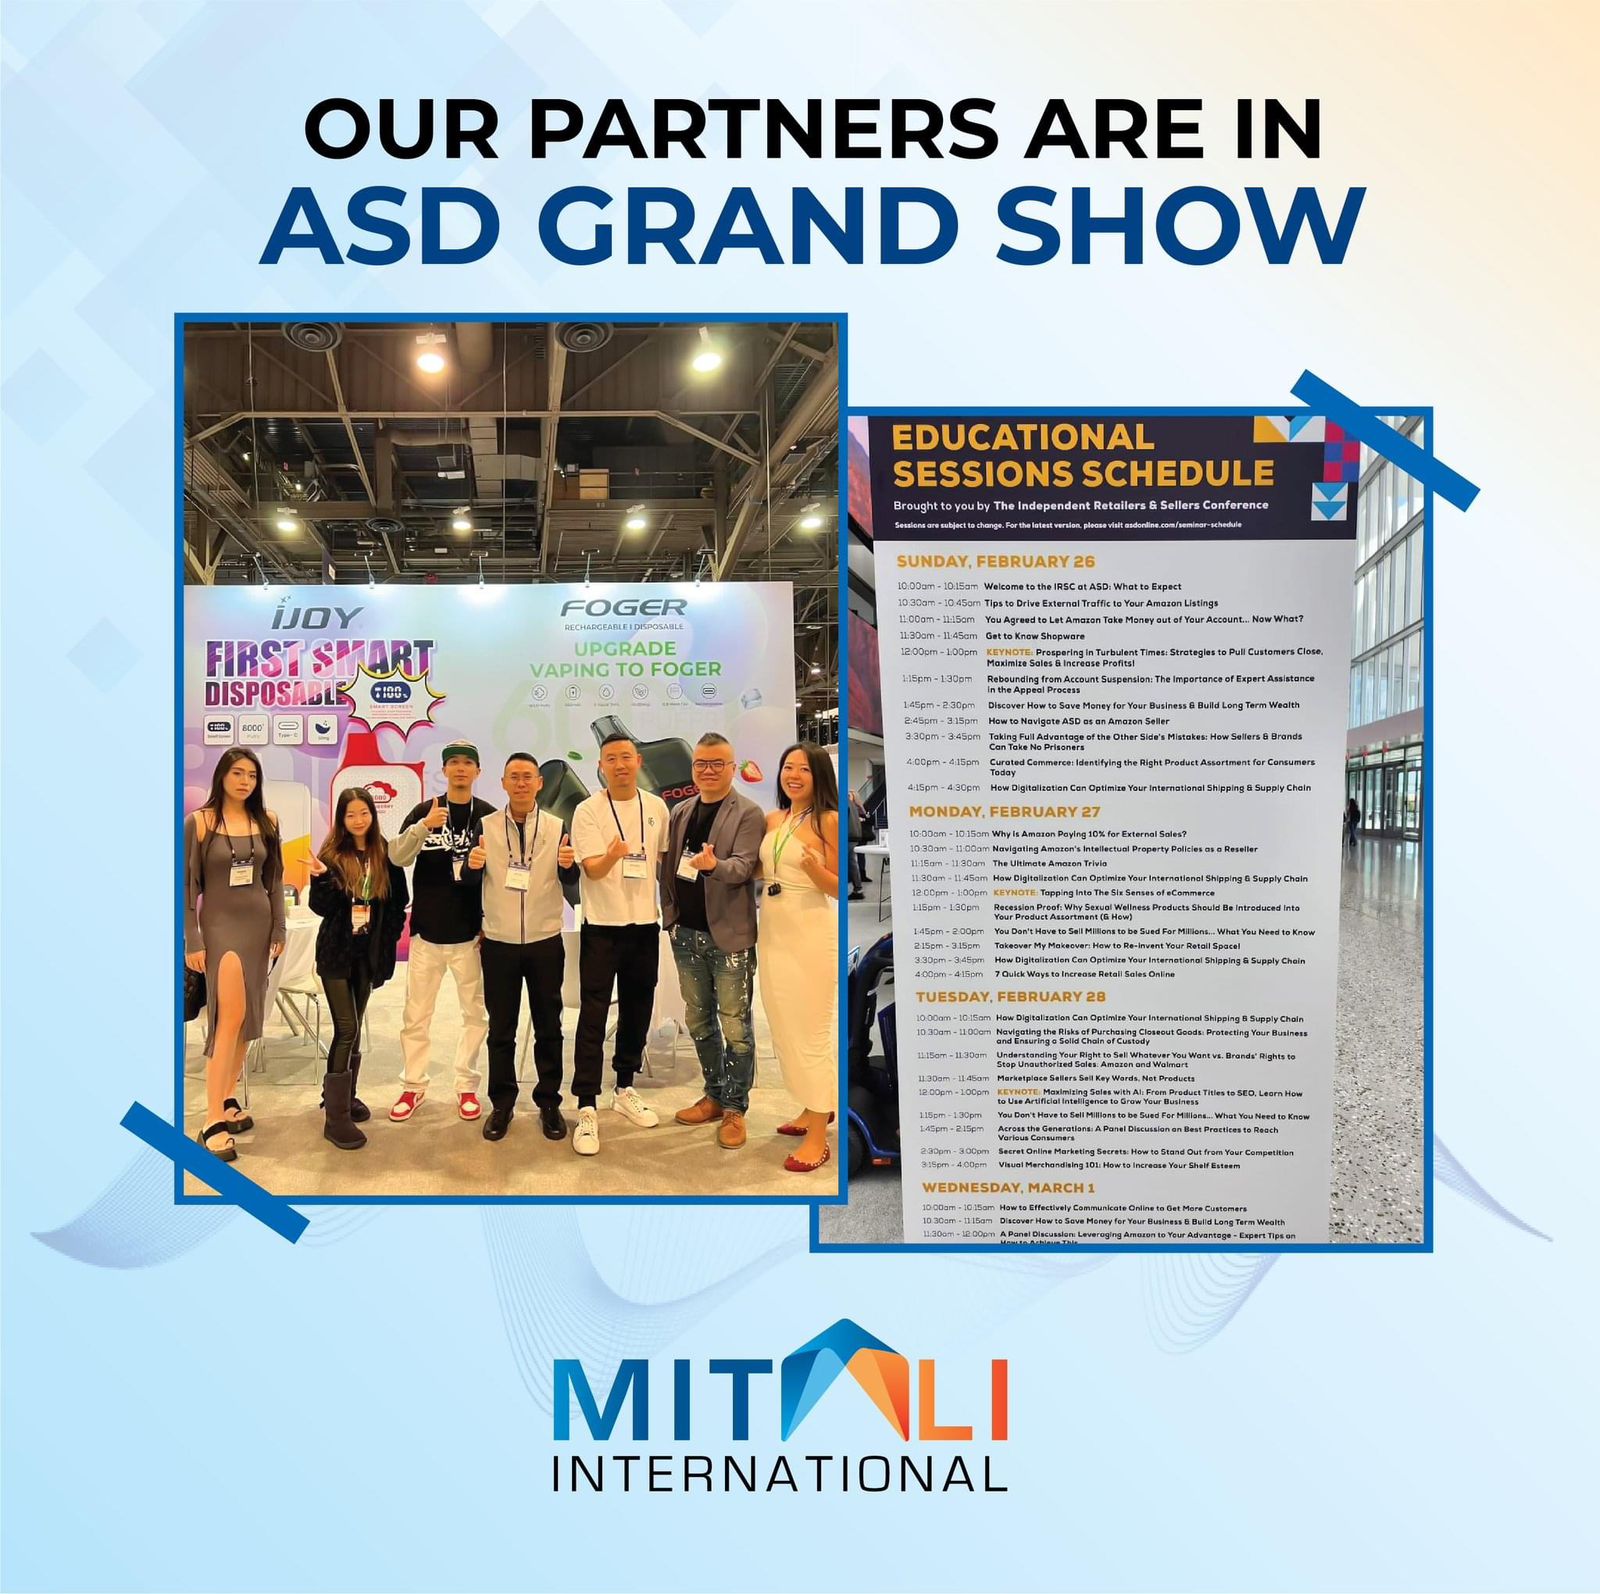 OUR PARTNERS ARE IN
ASD GRAND SHOW
iJOY
FIRST SMART
DISPOSABLE
SMART SCREEN
8000
Type-C
FOGER
RECHARGEABLE | DISPOSABLE
UPGRADE
VAPING TO FOGER
EDUCATIONAL
SESSIONS SCHEDULE
Brought to you by The Independent Retailers & Sellers Conference
Sessions are subject to change. For the latest version, please visit asdonline.com/seminar-schedule
SUNDAY, FEBRUARY 26
10:00am - 10:15am Welcome to the IRSC at ASD: What to Expect
10:30am - 10:45am Tips to Drive External Traffic to Your Amazon Listings
11:00am - 11:15am You Agreed to Let Amazon Take Money out of Your Account... Now What?
11:30am - 11:45am Get to Know Shopware
12:00pm - 1:00pm KEYNOTE: Prospering in Turbulent Times: Strategies to Pull Customers Close,
Maximize Sales & Increase Profits!
1:15pm - 1:30pm Rebounding from Account Suspension: The Importance of Expert Assistance
in the Appeal Process
1:45pm - 2:30pm Discover How to Save Money for Your Business & Build Long Term Wealth
2:45pm - 3:15pm How to Navigate ASD as an Amazon Seller
3:30pm - 3:45pm Taking Full Advantage of the Other Side's Mistakes: How Sellers & Brands
Can Take No Prisoners
4:00pm - 4:15pm Curated Commerce: Identifying the Right Product Assortment for Consumers
Today
4:15pm - 4:30pm How Digitalization Can Optimize Your International Shipping & Supply Chain
MONDAY, FEBRUARY 27
10:00am - 10:15am Why is Amazon Paying 10% for External Sales?
10:30am - 11:00am Navigating Amazon's Intellectual Property Policies as a Reseller
11:15am - 11:30am The Ultimate Amazon Trivia
11:30am - 11:45am How Digitalization Can Optimize Your International Shipping & Supply Chain
12:00pm - 1:00pm KEYNOTE: Tapping Into The Six Senses of eCommerce
1:15pm - 1:30pm Recession Proof: Why Sexual Wellness Products Should Be Introduced Into
Your Product Assortment (& How)
1:45pm - 2:00pm You Don't Have to Sell Millions to be Sued For Millions... What You Need to Know
2:15pm - 3:15pm Takeover My Makeover: How to Re-invent Your Retail Space!
3:30pm - 3:45pm How Digitalization Can Optimize Your International Shipping & Supply Chain
4:00pm - 4:15pm 7 Quick Ways to Increase Retail Sales Online
TUESDAY, FEBRUARY 28
10:00am - 10:15am How Digitalization Can Optimize Your International Shipping & Supply Chain
10:30am - 11:00am Navigating the Risks of Purchasing Closeout Goods: Protecting Your Business
and Ensuring a Solid Chain of Custody
11:15am - 11:30am Understanding Your Right to Sell Whatever You Want vs. Brands' Rights to
Stop Unauthorized Sales: Amazon and Walmart
11:30am - 11:45am Marketplace Sellers Sell Key Words, Not Products
12:00pm - 1:00pm KEYNOTE: Maximizing Sales with AI: From Product Titles to SEO, Learn How
to Use Artificial Intelligence to Grow Your Business
1:15pm - 1:30pm You Don't Have to Sell Millions to be Sued For Millions... What You Need to Know
1:45pm - 2:15pm Across the Generations: A Panel Discussion on Best Practices to Reach
Various Consumers
2:30pm - 3:00pm Secret Online Marketing Secrets: How to Stand Out from Your Competition
3:15pm - 4:00pm Visual Merchandising 101: How to Increase Your Shelf Esteem
WEDNESDAY, MARCH 1
10:00am - 10:15am How to Effectively Communicate Online to Get More Customers
10:30am - 11:15am Discover How to Save Money for Your Business & Build Long Term Wealth
11:30am - 12:00pm A Panel Discussion: Leveraging Amazon to Your Advantage - Expert Tips on
How to Achieve This
MITALI
INTERNATIONAL